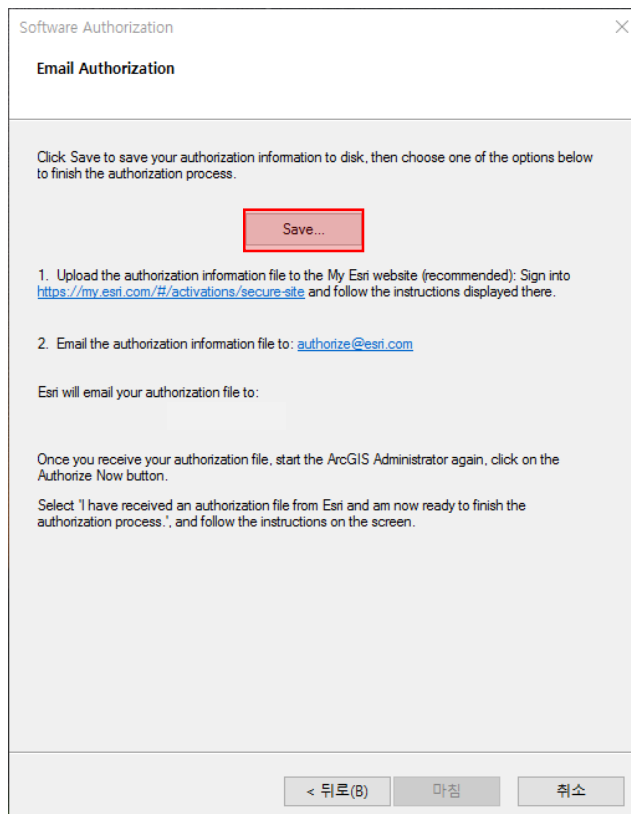 Software Authorization
Email Authorization
Click Save to save your authorization information to disk, then choose one of the options below
to finish the authorization process.
Save...
1. Upload the authorization information file to the My Esri website (recommended): Sign into
https://my.esri.com/#/activations/secure-site and follow the instructions displayed there.
2. Email the authorization information file to: authorize@esri.com
Esri will email your authorization file to:
Once you receive your authorization file, start the ArcGIS Administrator again, click on the
Authorize Now button.
Select 'I have received an authorization file from Esri and am now ready to finish the
authorization process.', and follow the instructions on the screen.
< 뒤로(B) 마침 취소